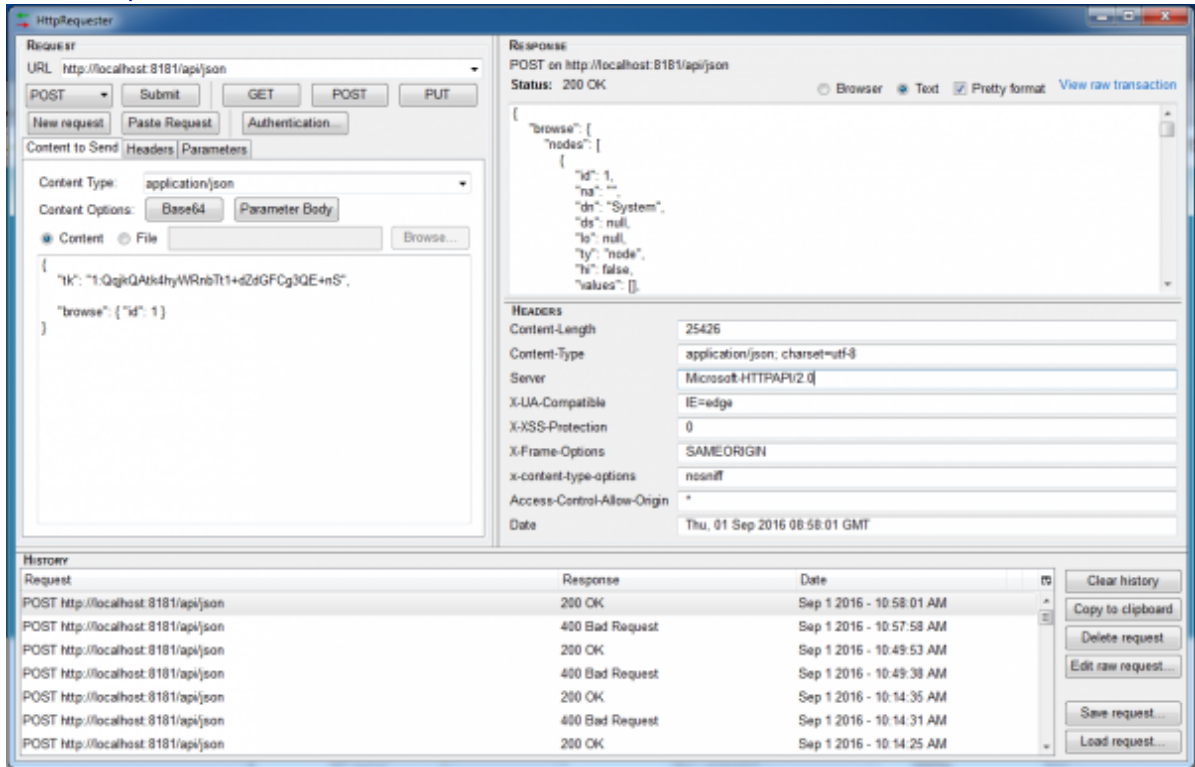 HttpRequester
REQUEST
URL http://localhost:8181/api/json
POST Submit GET POST PUT
New request Paste Request Authentication...
Content to Send Headers Parameters
Content Type: application/json
Content Options: Base64 Parameter Body
Content File Browse...
{
"tk": "1:QqjkQAtk4hyWRnbTt1+dZdGFCg3QE+nS",
"browse": { "id": 1 }
}
RESPONSE
POST on http://localhost:8181/api/json
Status: 200 OK Browser Text Pretty format View raw transaction
{
"browse": {
"nodes": [
{
"id": 1,
"na": "",
"dn": "System",
"ds": null,
"lo": null,
"ty": "node",
"hi": false,
"values": [],
HEADERS
Content-Length 25426
Content-Type application/json; charset=utf-8
Server Microsoft-HTTPAPI/2.0
X-UA-Compatible IE=edge
X-XSS-Protection 0
X-Frame-Options SAMEORIGIN
x-content-type-options nosniff
Access-Control-Allow-Origin *
Date Thu, 01 Sep 2016 08:58:01 GMT
HISTORY
Request Response Date
POST http://localhost:8181/api/json 200 OK Sep 1 2016 - 10:58:01 AM
POST http://localhost:8181/api/json 400 Bad Request Sep 1 2016 - 10:57:58 AM
POST http://localhost:8181/api/json 200 OK Sep 1 2016 - 10:49:53 AM
POST http://localhost:8181/api/json 400 Bad Request Sep 1 2016 - 10:49:38 AM
POST http://localhost:8181/api/json 200 OK Sep 1 2016 - 10:14:35 AM
POST http://localhost:8181/api/json 400 Bad Request Sep 1 2016 - 10:14:31 AM
POST http://localhost:8181/api/json 200 OK Sep 1 2016 - 10:14:25 AM
Clear history
Copy to clipboard
Delete request
Edit raw request...
Save request...
Load request...